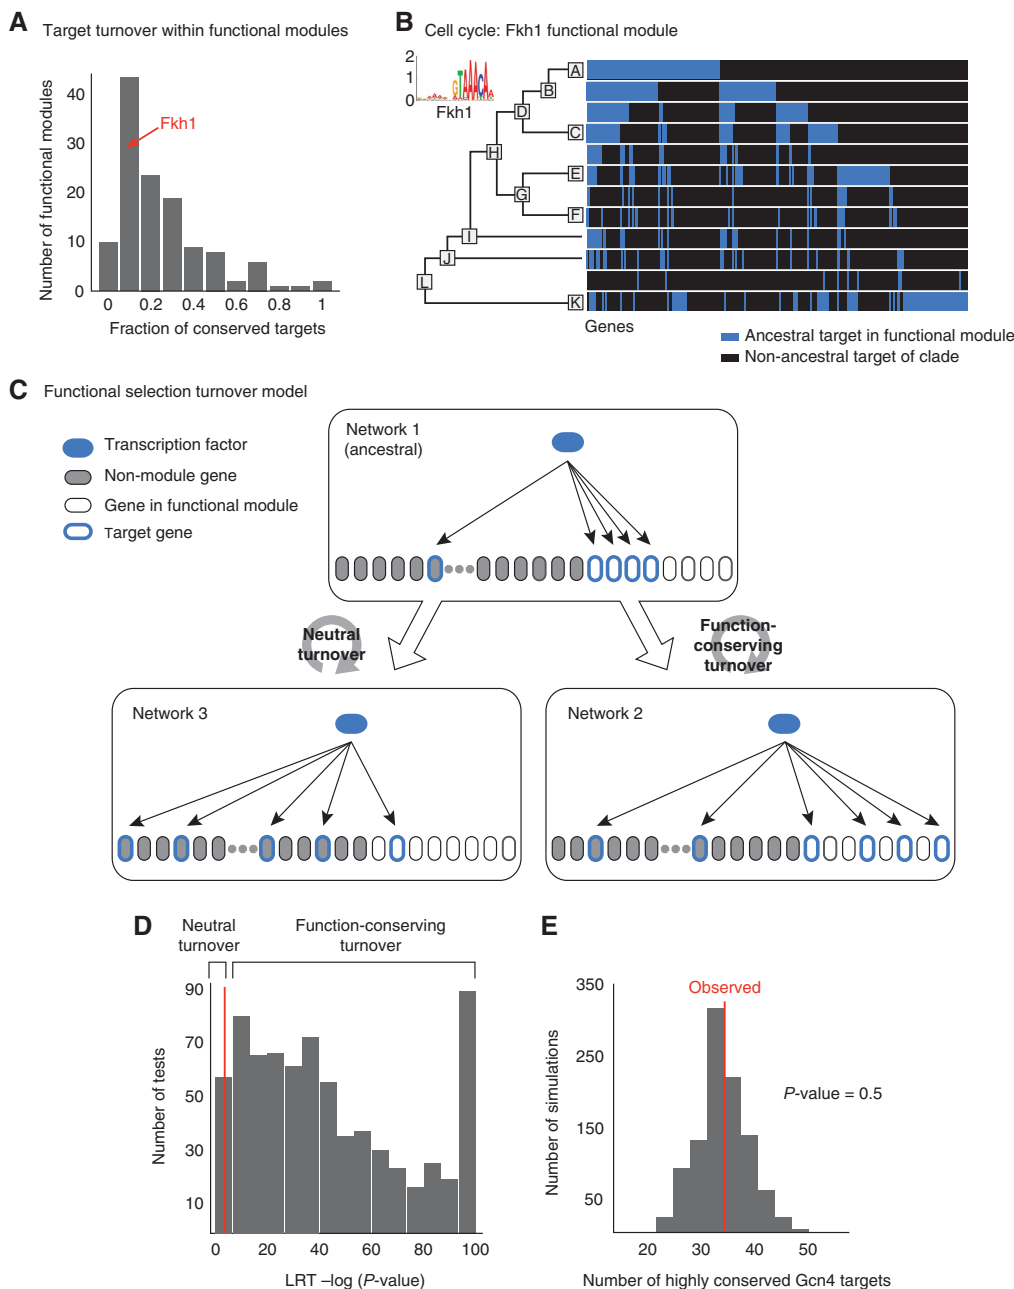 A Target turnover within functional modules
Number of functional modules
40
30
20
10
0
Fkh1
0 0.2 0.4 0.6 0.8 1
Fraction of conserved targets
B Cell cycle: Fkh1 functional module
2
1
0
GTAAACA
Fkh1
A
B
D
C
H
E
G
F
I
J
L
K
Genes
Ancestral target in functional module
Non-ancestral target of clade
C Functional selection turnover model
Transcription factor
Non-module gene
Gene in functional module
Target gene
Network 1
(ancestral)
Neutral
turnover
Function-
conserving
turnover
Network 3
Network 2
D
Neutral
turnover
Function-conserving
turnover
Number of tests
90
70
50
30
10
0 20 40 60 80 100
LRT –log (P-value)
E
Number of simulations
350
250
150
50
Observed
P-value = 0.5
20 30 40 50
Number of highly conserved Gcn4 targets